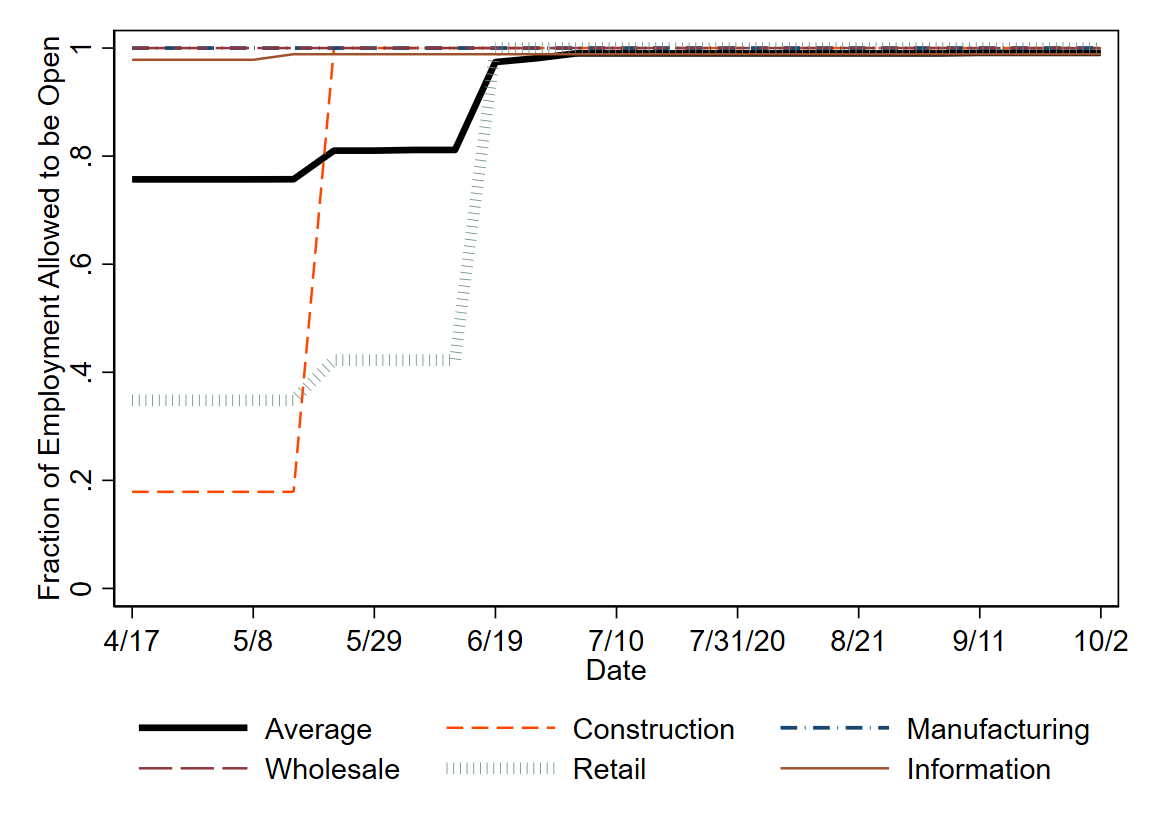 Fraction of Employment Allowed to be Open
1
.8
.6
.4
.2
0
4/17 5/8 5/29 6/19 7/10 7/31/20 8/21 9/11 10/2
Date
Average Construction Manufacturing
Wholesale Retail Information